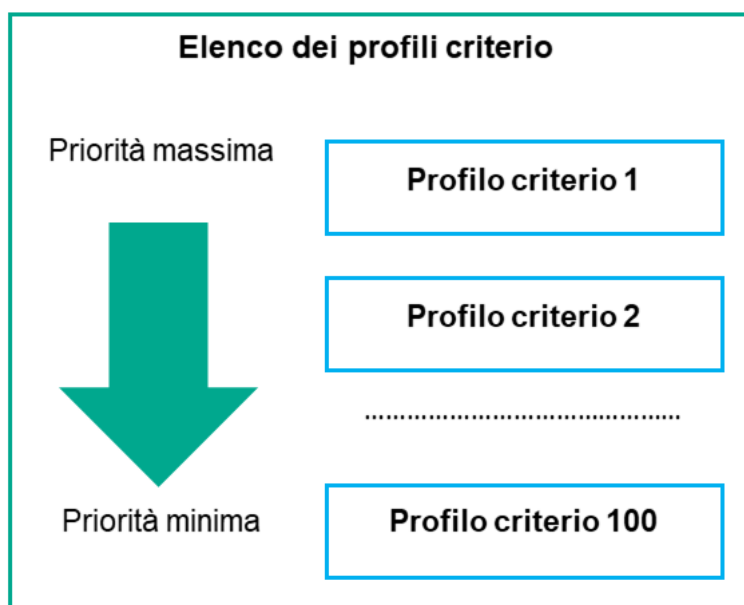 Elenco dei profili criterio
Priorità massima
Profilo criterio 1
Profilo criterio 2
................................................
Priorità minima
Profilo criterio 100